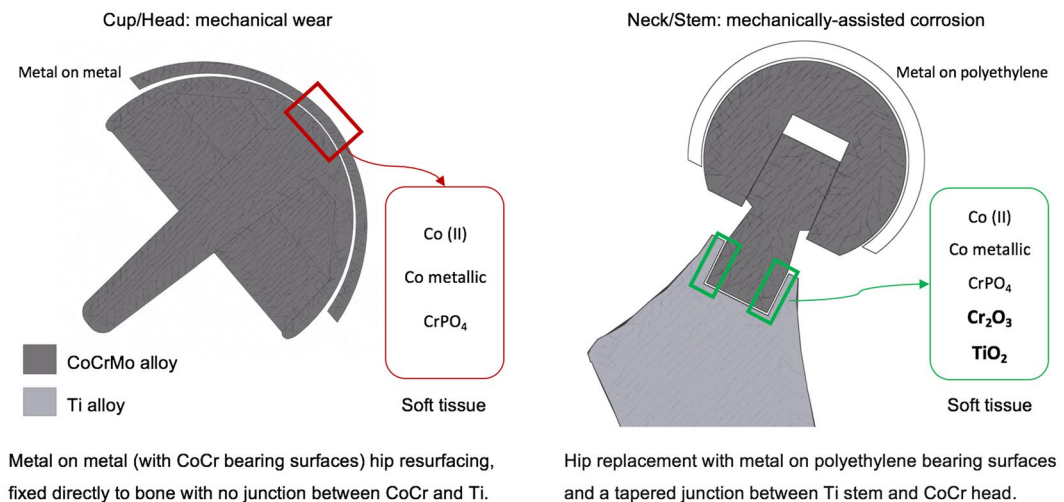 Cup/Head: mechanical wear
Metal on metal
Co (II)
Co metallic
CrPO₄
CoCrMo alloy
Ti alloy
Soft tissue
Metal on metal (with CoCr bearing surfaces) hip resurfacing,
fixed directly to bone with no junction between CoCr and Ti.
Neck/Stem: mechanically-assisted corrosion
Metal on polyethylene
Co (II)
Co metallic
CrPO₄
Cr₂O₃
TiO₂
Soft tissue
Hip replacement with metal on polyethylene bearing surfaces
and a tapered junction between Ti stem and CoCr head.